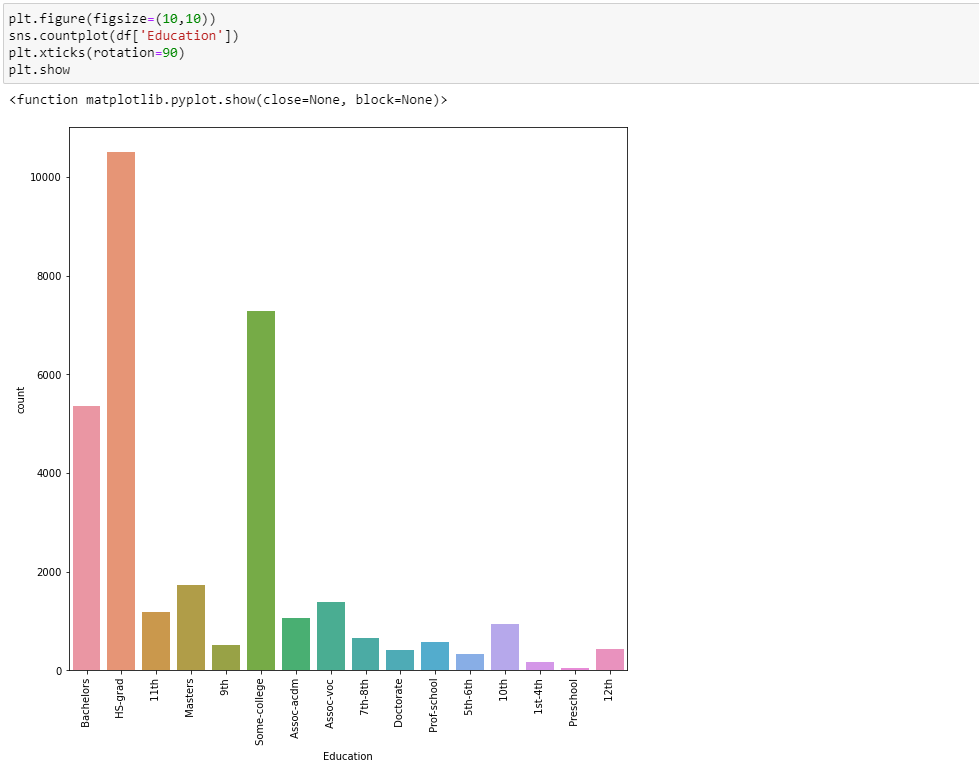 plt.figure(figsize=(10,10))
sns.countplot(df['Education'])
plt.xticks(rotation=90)
plt.show
<function matplotlib.pyplot.show(close=None, block=None)>
10000
8000
6000
4000
2000
0
count
Bachelors
HS-grad
11th
Masters
9th
Some-college
Assoc-acdm
Assoc-voc
7th-8th
Doctorate
Prof-school
5th-6th
10th
1st-4th
Preschool
12th
Education